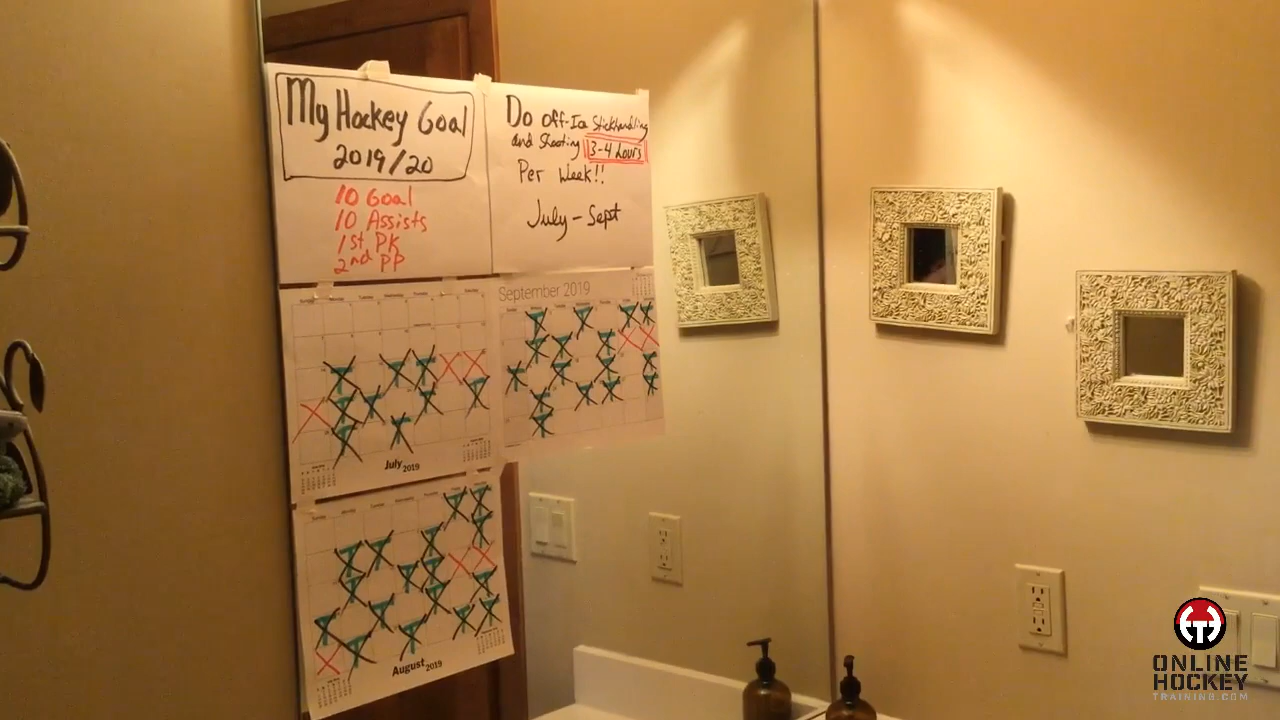 My Hockey Goal
2019/20
10 Goal
10 Assists
1st PK
2nd PP
Do off-Ice Stickhandling
and Shooting 3-4 hours
Per week!!
July - Sept
September 2019
July 2019
August 2019
ONLINE
HOCKEY
TRAINING.COM